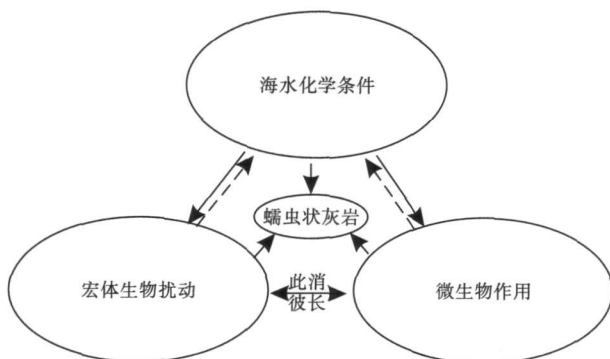 海水化学条件
蠕虫状灰岩
宏体生物扰动
此消
彼长
微生物作用